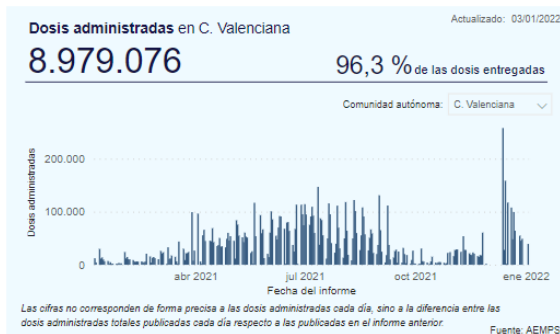 Actualizado: 03/01/2022
Dosis administradas en C. Valenciana
8.979.076
96,3 % de las dosis entregadas
Comunidad autónoma: C. Valenciana
Dosis administradas
200.000
100.000
0
abr 2021 jul 2021 oct 2021 ene 2022
Fecha del informe
Las cifras no corresponden de forma precisa a las dosis administradas cada día, sino a la diferencia entre las
dosis administradas totales publicadas cada día respecto a las publicadas en el informe anterior.
Fuente: AEMPS